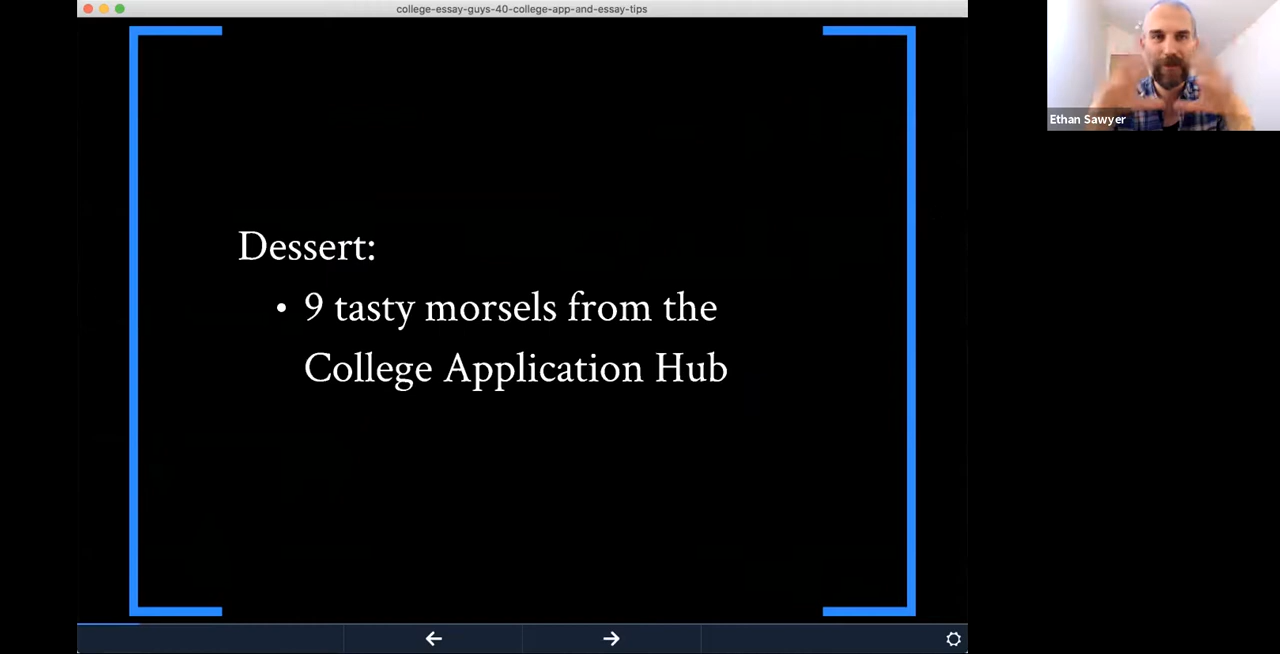 college-essay-guys-40-college-app-and-essay-tips
Ethan Sawyer
Dessert:
• 9 tasty morsels from the
College Application Hub